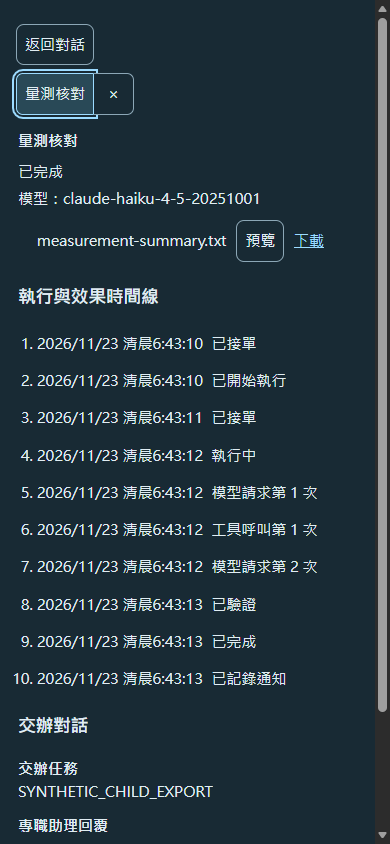 返回對話
量測核對 ×
量測核對
已完成
模型：claude-haiku-4-5-20251001
measurement-summary.txt 預覽 下載
執行與效果時間線
1. 2026/11/23 清晨6:43:10 已接單
2. 2026/11/23 清晨6:43:10 已開始執行
3. 2026/11/23 清晨6:43:11 已接單
4. 2026/11/23 清晨6:43:12 執行中
5. 2026/11/23 清晨6:43:12 模型請求第 1 次
6. 2026/11/23 清晨6:43:12 工具呼叫第 1 次
7. 2026/11/23 清晨6:43:12 模型請求第 2 次
8. 2026/11/23 清晨6:43:13 已驗證
9. 2026/11/23 清晨6:43:13 已完成
10. 2026/11/23 清晨6:43:13 已記錄通知
交辦對話
交辦任務
SYNTHETIC_CHILD_EXPORT
專職助理回覆